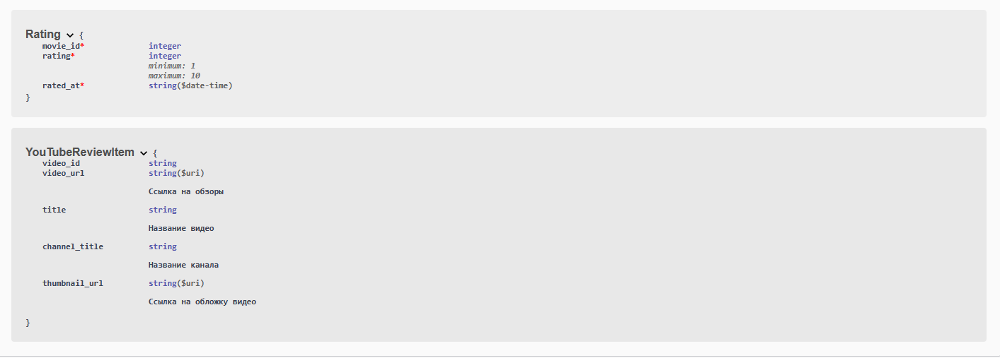 Rating {
movie_id* integer
rating* integer
minimum: 1
maximum: 10
rated_at* string($date-time)
}
YouTubeReviewItem {
video_id string
video_url string($uri)
Ссылка на обзоры
title string
Название видео
channel_title string
Название канала
thumbnail_url string($uri)
Ссылка на обложку видео
}